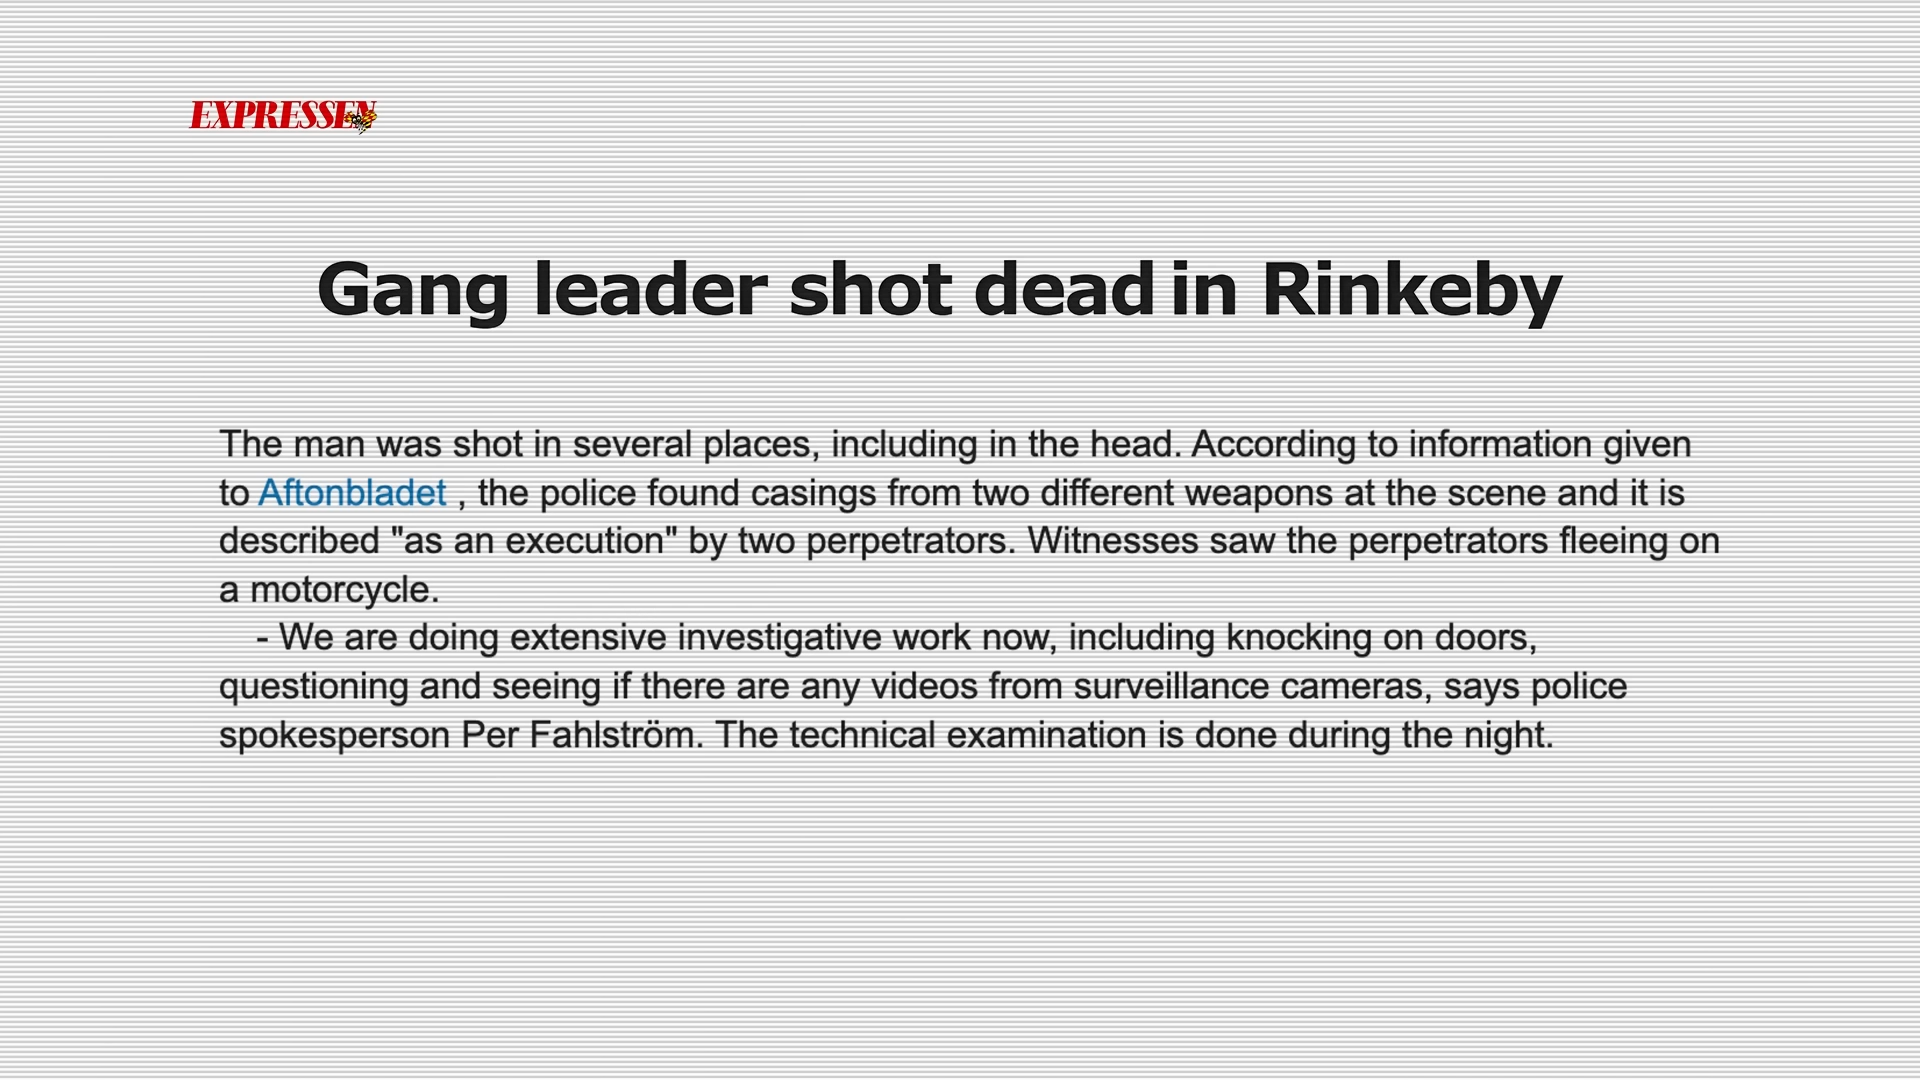 EXPRESSEN
Gang leader shot dead in Rinkeby
The man was shot in several places, including in the head. According to information given
to Aftonbladet , the police found casings from two different weapons at the scene and it is
described "as an execution" by two perpetrators. Witnesses saw the perpetrators fleeing on
a motorcycle.
- We are doing extensive investigative work now, including knocking on doors,
questioning and seeing if there are any videos from surveillance cameras, says police
spokesperson Per Fahlström. The technical examination is done during the night.